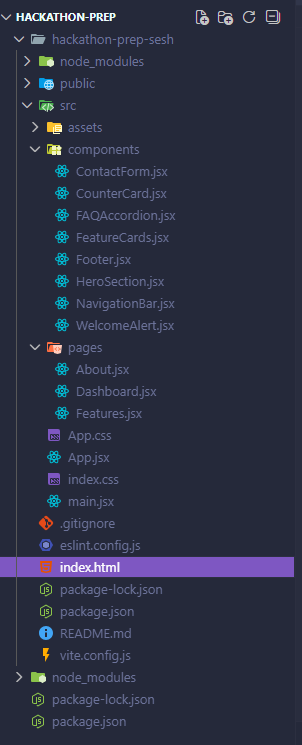 HACKATHON-PREP
hackathon-prep-sesh
node_modules
public
src
assets
components
ContactForm.jsx
CounterCard.jsx
FAQAccordion.jsx
FeatureCards.jsx
Footer.jsx
HeroSection.jsx
NavigationBar.jsx
WelcomeAlert.jsx
pages
About.jsx
Dashboard.jsx
Features.jsx
App.css
App.jsx
index.css
main.jsx
.gitignore
eslint.config.js
index.html
package-lock.json
package.json
README.md
vite.config.js
node_modules
package-lock.json
package.json